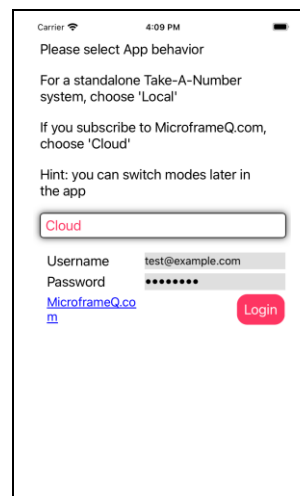 Carrier 4:09 PM
Please select App behavior
For a standalone Take-A-Number
system, choose 'Local'
If you subscribe to MicroframeQ.com,
choose 'Cloud'
Hint: you can switch modes later in
the app
Cloud
Username test@example.com
Password ●●●●●●●●
MicroframeQ.co
m
Login